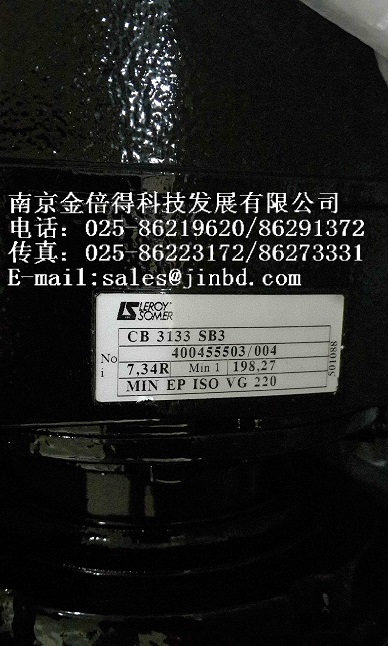 南京金倍得科技发展有限公司
电话：025-86219620/86291372
传真：025-86223172/86273331
E-mail:sales@jinbd.com
LS LEROY™
SOMER
CB 3133 SB3
No 400455503/004
i 7,34R Min 1 198,27
MIN EP ISO VG 220
501088